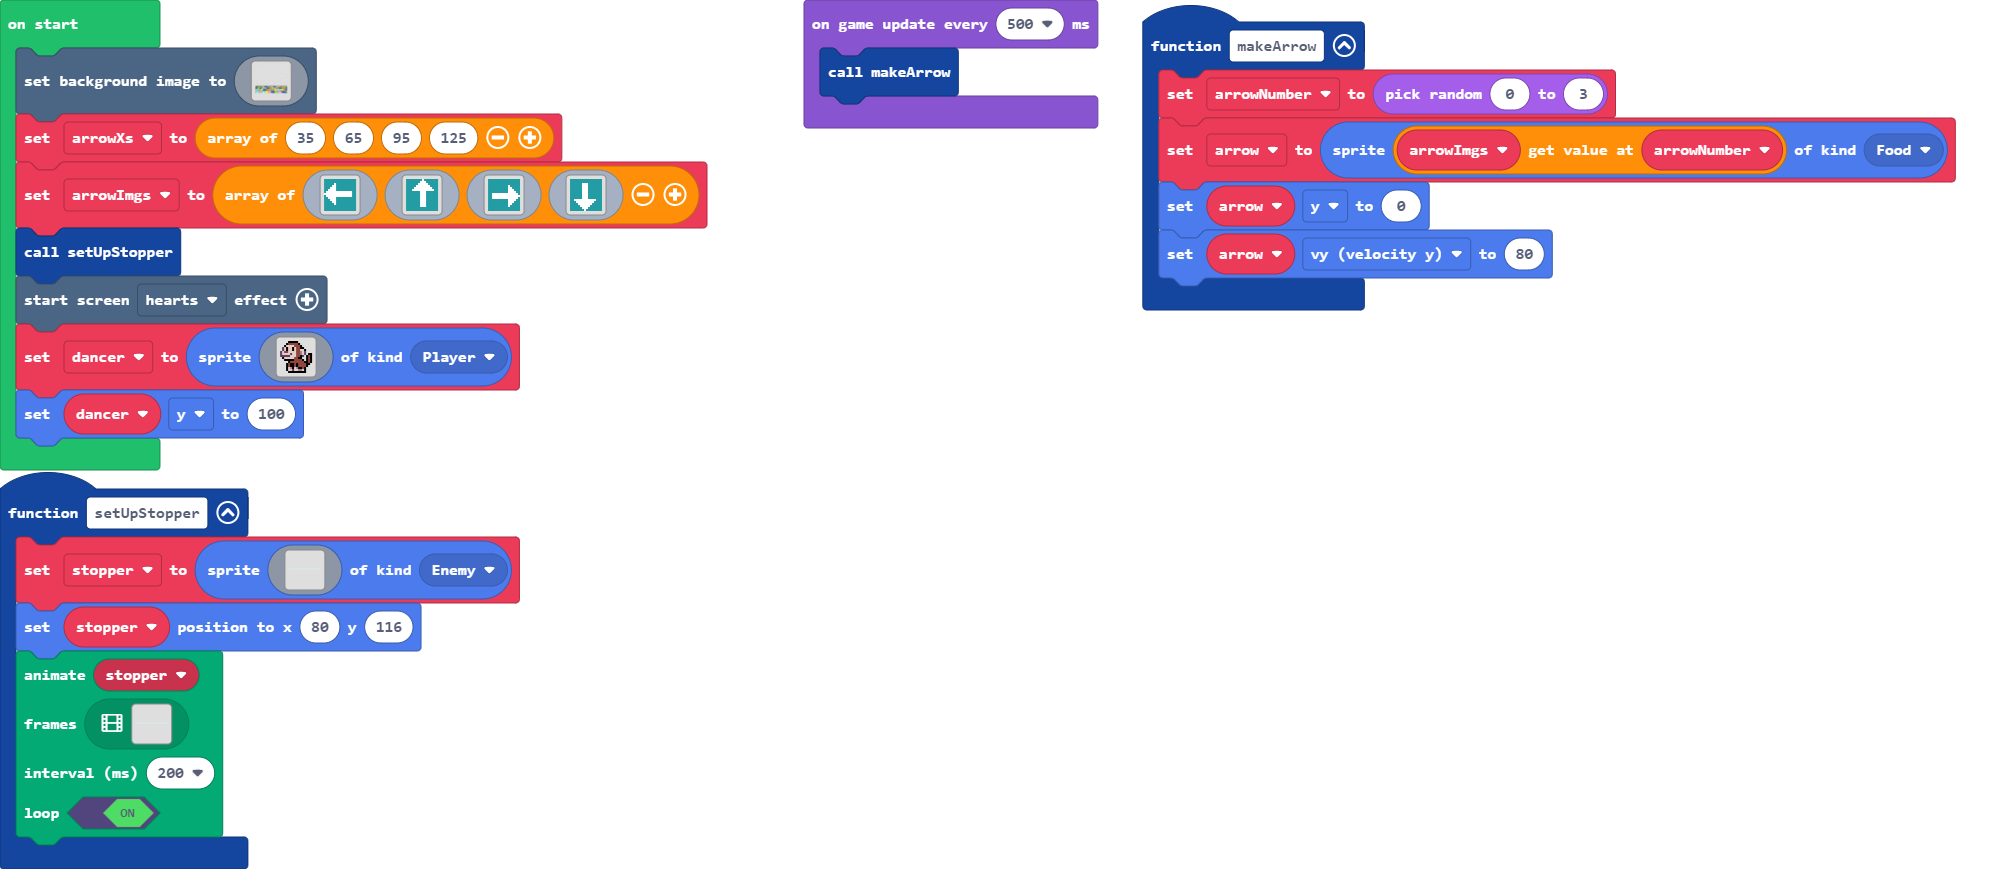 on start
set background image to
set arrowXs to array of 35 65 95 125
set arrowImgs to array of
call setUpStopper
start screen hearts effect
set dancer to sprite of kind Player
set dancer y to 100
function setUpStopper
set stopper to sprite of kind Enemy
set stopper position to x 80 y 116
animate stopper
frames
interval (ms) 200
loop ON
on game update every 500 ms
call makeArrow
function makeArrow
set arrowNumber to pick random 0 to 3
set arrow to sprite arrowImgs get value at arrowNumber of kind Food
set arrow y to 0
set arrow vy (velocity y) to 80